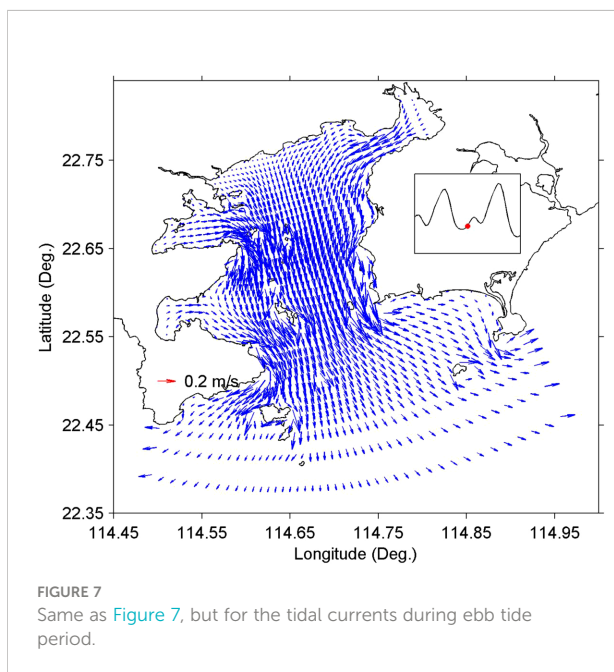 22.75
22.65
22.55
22.45
22.35
Latitude (Deg.)
0.2 m/s
114.45 114.55 114.65 114.75 114.85 114.95
Longitude (Deg.)
FIGURE 7
Same as Figure 7, but for the tidal currents during ebb tide
period.